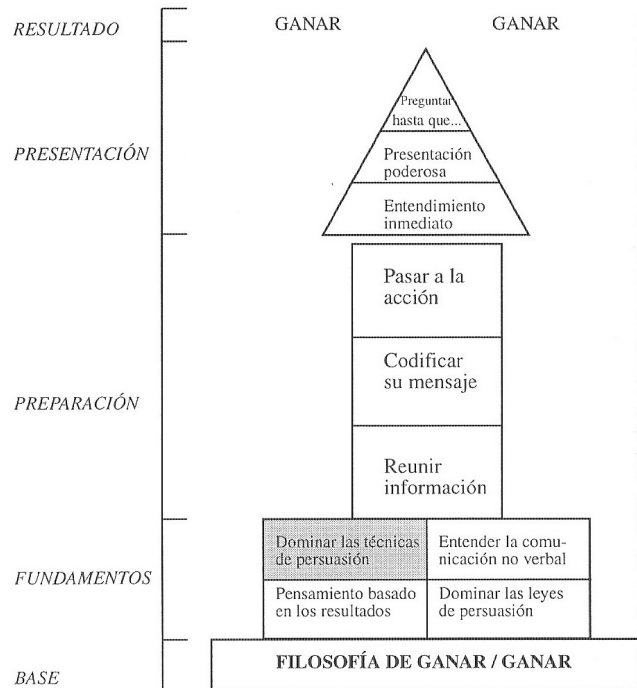 RESULTADO
GANAR GANAR
PRESENTACIÓN
Preguntar
hasta que...
Presentación
poderosa
Entendimiento
inmediato
PREPARACIÓN
Pasar a la
acción
Codificar
su mensaje
Reunir
información
FUNDAMENTOS
Dominar las técnicas
de persuasión
Entender la comu-
nicación no verbal
Pensamiento basado
en los resultados
Dominar las leyes
de persuasión
BASE
FILOSOFÍA DE GANAR / GANAR